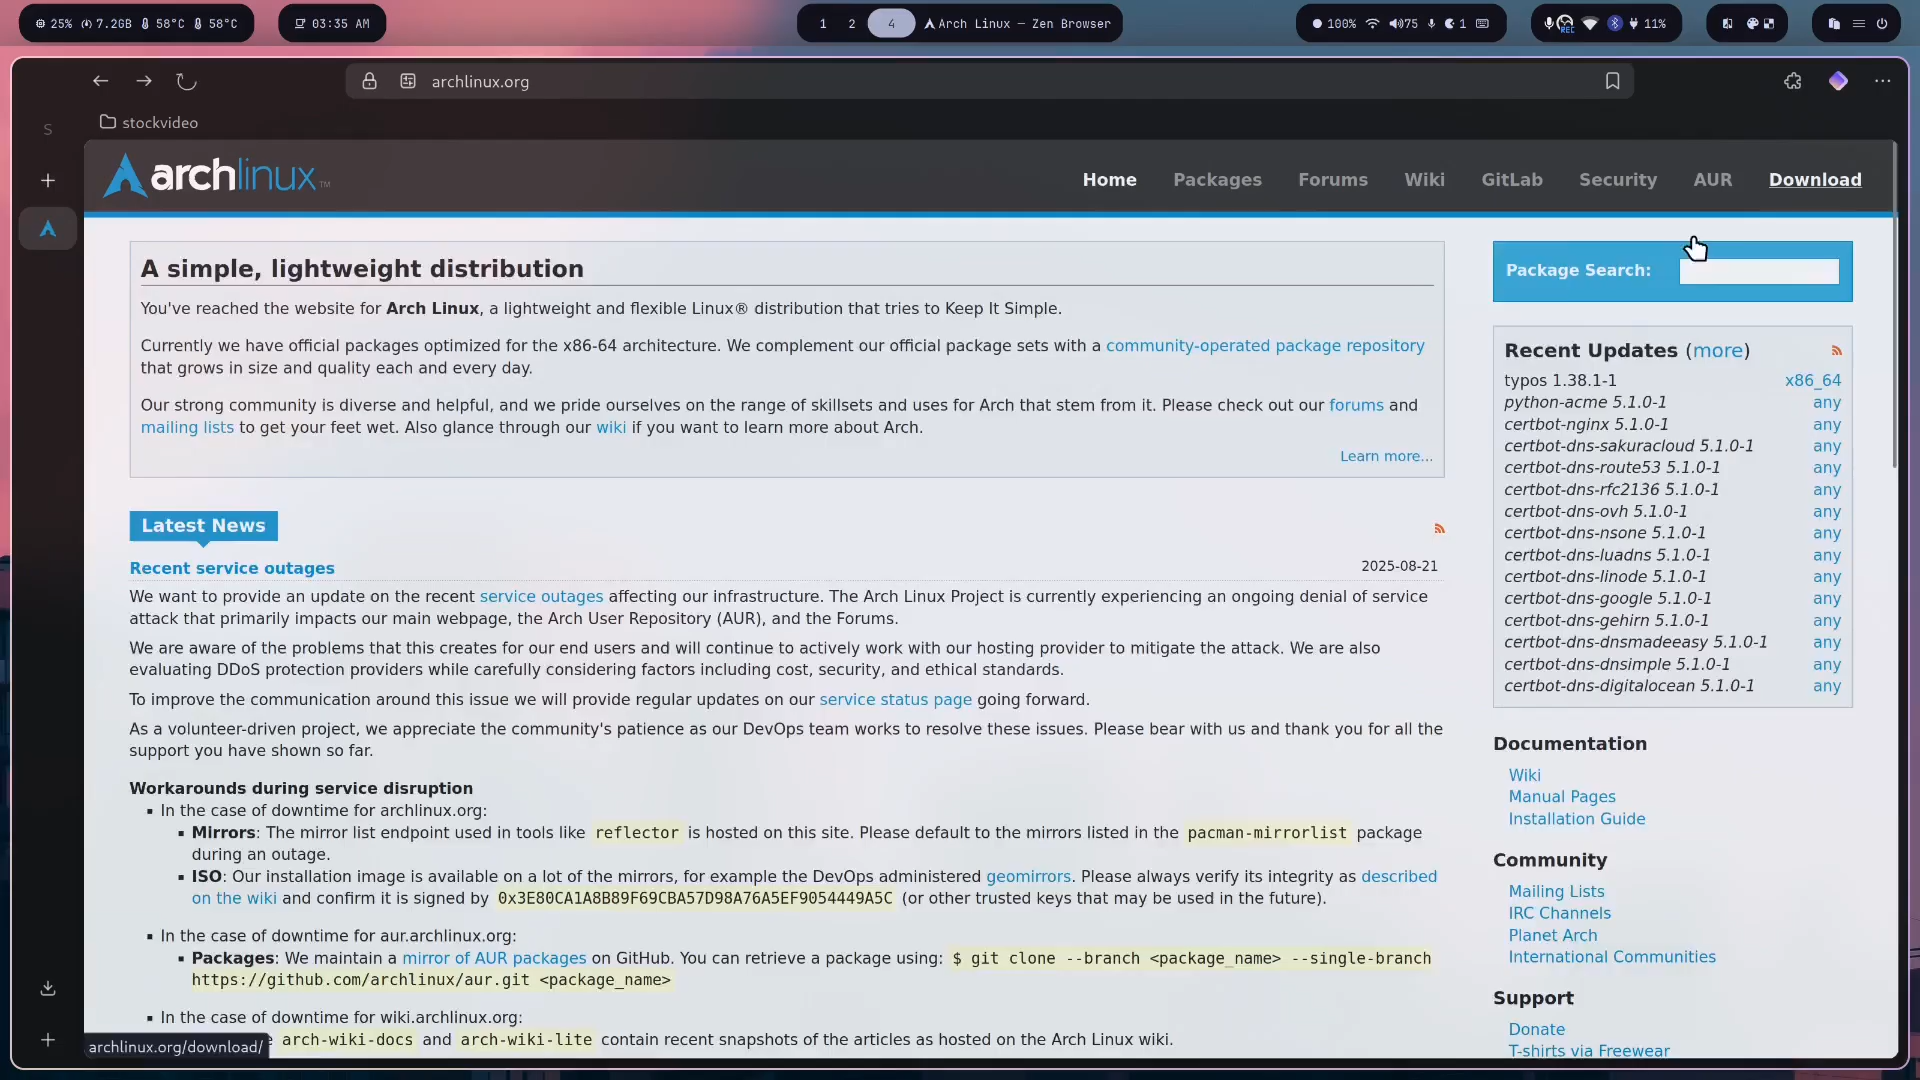 25% 7.2GB 58°C 58°C
03:35 AM
1 2 4 Arch Linux — Zen Browser
100% 75 1
REC 11%
archlinux.org
S
stockvideo
archlinux™
Home Packages Forums Wiki GitLab Security AUR Download
A simple, lightweight distribution
You've reached the website for Arch Linux, a lightweight and flexible Linux® distribution that tries to Keep It Simple.
Currently we have official packages optimized for the x86-64 architecture. We complement our official package sets with a community-operated package repository
that grows in size and quality each and every day.
Our strong community is diverse and helpful, and we pride ourselves on the range of skillsets and uses for Arch that stem from it. Please check out our forums and
mailing lists to get your feet wet. Also glance through our wiki if you want to learn more about Arch.
Learn more...
Latest News
Recent service outages 2025-08-21
We want to provide an update on the recent service outages affecting our infrastructure. The Arch Linux Project is currently experiencing an ongoing denial of service
attack that primarily impacts our main webpage, the Arch User Repository (AUR), and the Forums.
We are aware of the problems that this creates for our end users and will continue to actively work with our hosting provider to mitigate the attack. We are also
evaluating DDoS protection providers while carefully considering factors including cost, security, and ethical standards.
To improve the communication around this issue we will provide regular updates on our service status page going forward.
As a volunteer-driven project, we appreciate the community's patience as our DevOps team works to resolve these issues. Please bear with us and thank you for all the
support you have shown so far.
Workarounds during service disruption
▪ In the case of downtime for archlinux.org:
▪ Mirrors: The mirror list endpoint used in tools like reflector is hosted on this site. Please default to the mirrors listed in the pacman-mirrorlist package
during an outage.
▪ ISO: Our installation image is available on a lot of the mirrors, for example the DevOps administered geomirrors. Please always verify its integrity as described
on the wiki and confirm it is signed by 0x3E80CA1A8B89F69CBA57D98A76A5EF9054449A5C (or other trusted keys that may be used in the future).
▪ In the case of downtime for aur.archlinux.org:
▪ Packages: We maintain a mirror of AUR packages on GitHub. You can retrieve a package using: $ git clone --branch <package_name> --single-branch
https://github.com/archlinux/aur.git <package_name>
▪ In the case of downtime for wiki.archlinux.org:
arch-wiki-docs and arch-wiki-lite contain recent snapshots of the articles as hosted on the Arch Linux wiki.
archlinux.org/download/
Package Search:
Recent Updates (more)
typos 1.38.1-1 x86_64
python-acme 5.1.0-1 any
certbot-nginx 5.1.0-1 any
certbot-dns-sakuracloud 5.1.0-1 any
certbot-dns-route53 5.1.0-1 any
certbot-dns-rfc2136 5.1.0-1 any
certbot-dns-ovh 5.1.0-1 any
certbot-dns-nsone 5.1.0-1 any
certbot-dns-luadns 5.1.0-1 any
certbot-dns-linode 5.1.0-1 any
certbot-dns-google 5.1.0-1 any
certbot-dns-gehirn 5.1.0-1 any
certbot-dns-dnsmadeeasy 5.1.0-1 any
certbot-dns-dnsimple 5.1.0-1 any
certbot-dns-digitalocean 5.1.0-1 any
Documentation
Wiki
Manual Pages
Installation Guide
Community
Mailing Lists
IRC Channels
Planet Arch
International Communities
Support
Donate
T-shirts via Freewear